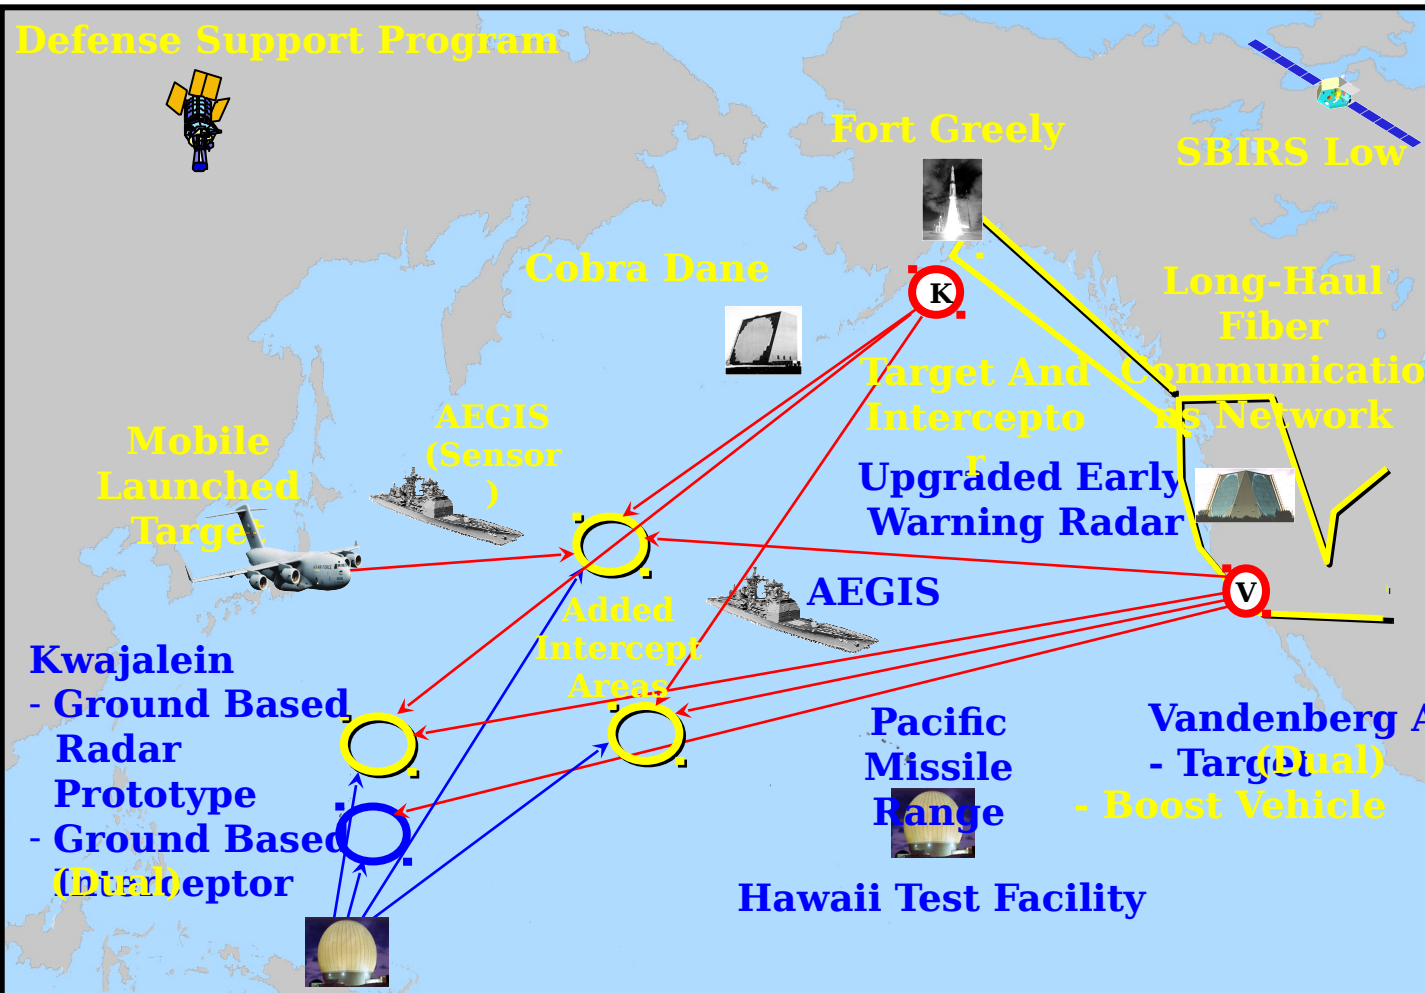 Defense Support Program
Fort Greely
SBIRS Low
Cobra Dane
K
Long-Haul
Fiber
Communicatio
ns Network
Target And
Intercepto
r
AEGIS
(Sensor
)
Mobile
Launched
Target
Upgraded Early
Warning Radar
AEGIS
V
Added
Intercept
Areas
Kwajalein
- Ground Based
Radar
Prototype
- Ground Based
Interceptor
(Dual)
Pacific
Missile
Range
Vandenberg A
- Target
(Dual)
- Boost Vehicle
Hawaii Test Facility